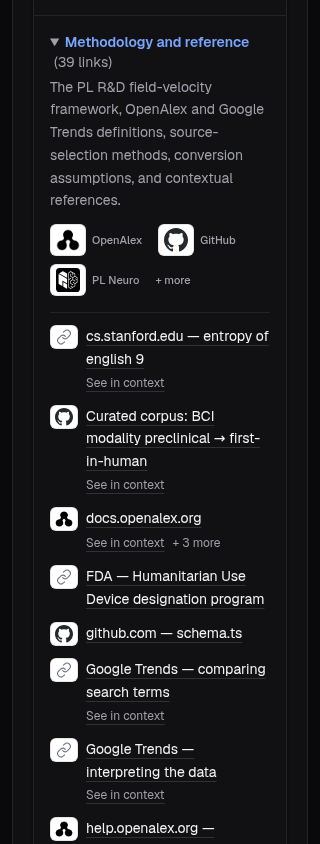 ▼ Methodology and reference
(39 links)
The PL R&D field-velocity
framework, OpenAlex and Google
Trends definitions, source-
selection methods, conversion
assumptions, and contextual
references.
OpenAlex GitHub
PL Neuro + more
cs.stanford.edu — entropy of
english 9
See in context
Curated corpus: BCI
modality preclinical → first-
in-human
See in context
docs.openalex.org
See in context + 3 more
FDA — Humanitarian Use
Device designation program
github.com — schema.ts
Google Trends — comparing
search terms
See in context
Google Trends —
interpreting the data
See in context
help.openalex.org —